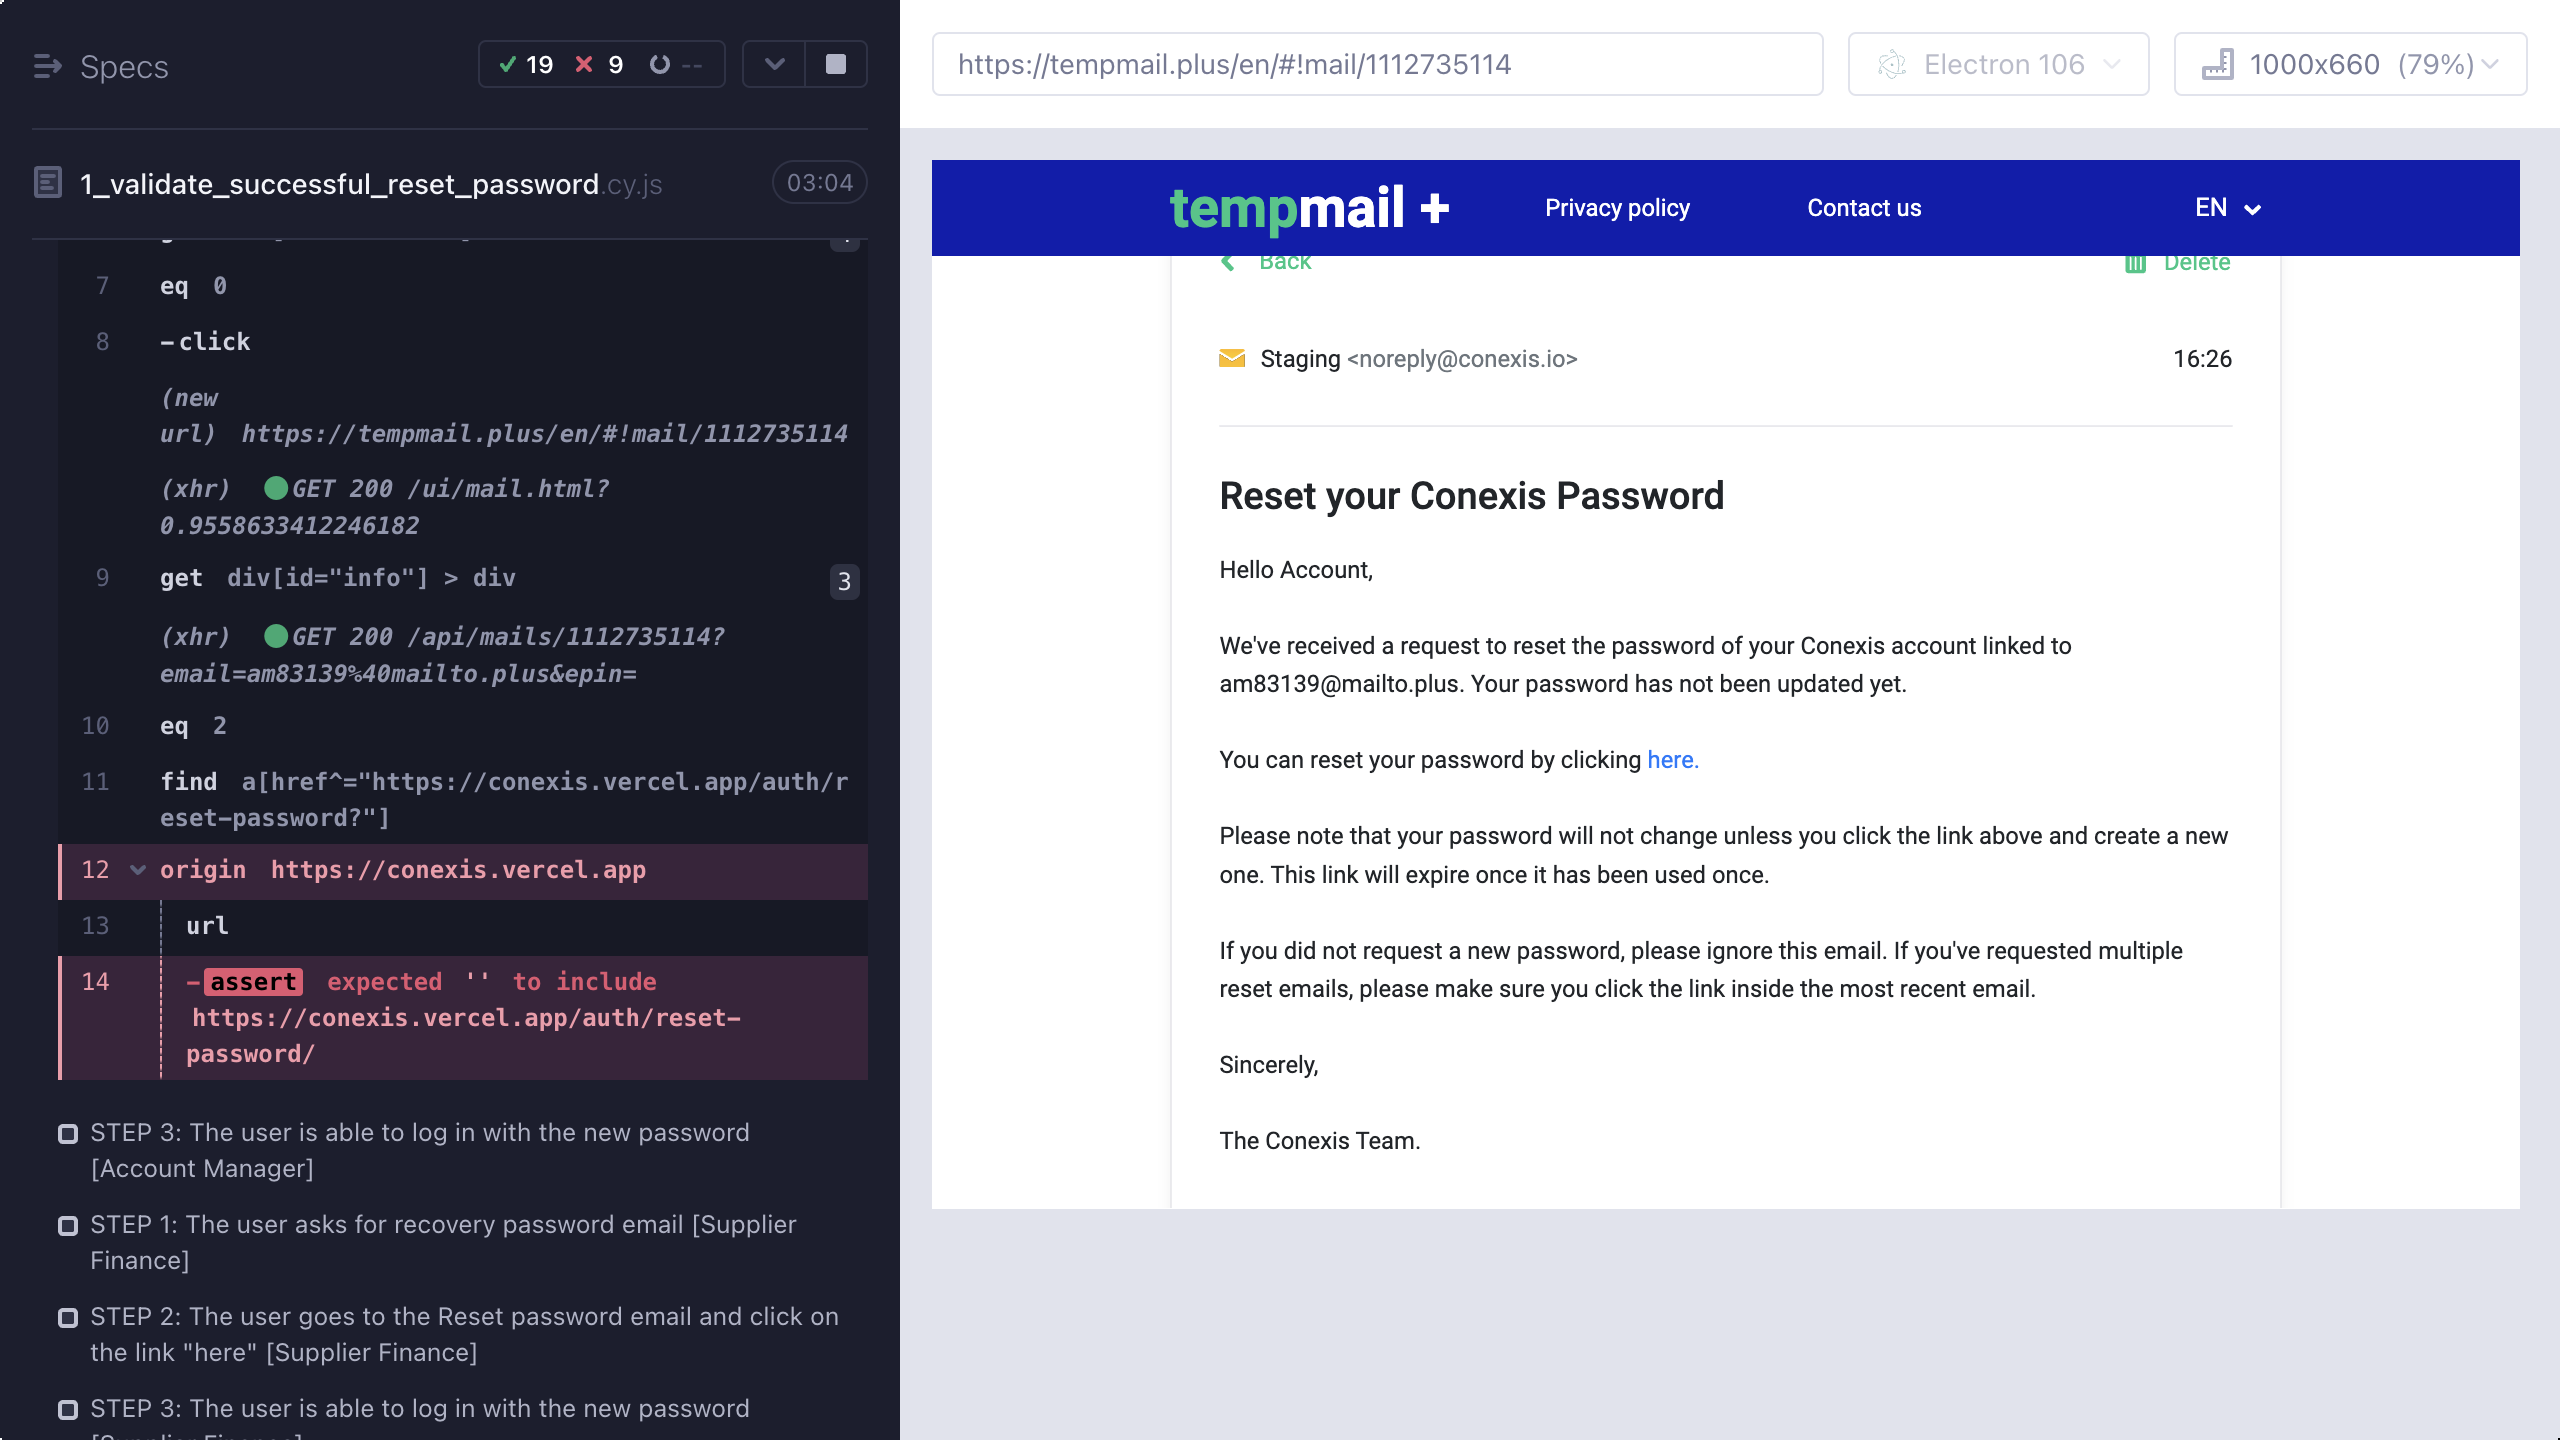 Specs
19 9 --
1_validate_successful_reset_password.cy.js
03:04
7 eq 0
8 -click
(new
url) https://tempmail.plus/en/#!mail/1112735114
(xhr) GET 200 /ui/mail.html?
0.9558633412246182
9 get div[id="info"] > div 3
(xhr) GET 200 /api/mails/1112735114?
email=am83139%40mailto.plus&epin=
10 eq 2
11 find a[href^="https://conexis.vercel.app/auth/r
eset-password?"]
12 origin https://conexis.vercel.app
13 url
14 -assert expected '' to include
https://conexis.vercel.app/auth/reset-
password/
STEP 3: The user is able to log in with the new password
[Account Manager]
STEP 1: The user asks for recovery password email [Supplier
Finance]
STEP 2: The user goes to the Reset password email and click on
the link "here" [Supplier Finance]
STEP 3: The user is able to log in with the new password
[Supplier Finance]
https://tempmail.plus/en/#!mail/1112735114
Electron 106
1000x660 (79%)
tempmail +
Privacy policy
Contact us
EN
Back
Delete
Staging <noreply@conexis.io>
16:26
Reset your Conexis Password
Hello Account,
We've received a request to reset the password of your Conexis account linked to
am83139@mailto.plus. Your password has not been updated yet.
You can reset your password by clicking here.
Please note that your password will not change unless you click the link above and create a new
one. This link will expire once it has been used once.
If you did not request a new password, please ignore this email. If you've requested multiple
reset emails, please make sure you click the link inside the most recent email.
Sincerely,
The Conexis Team.